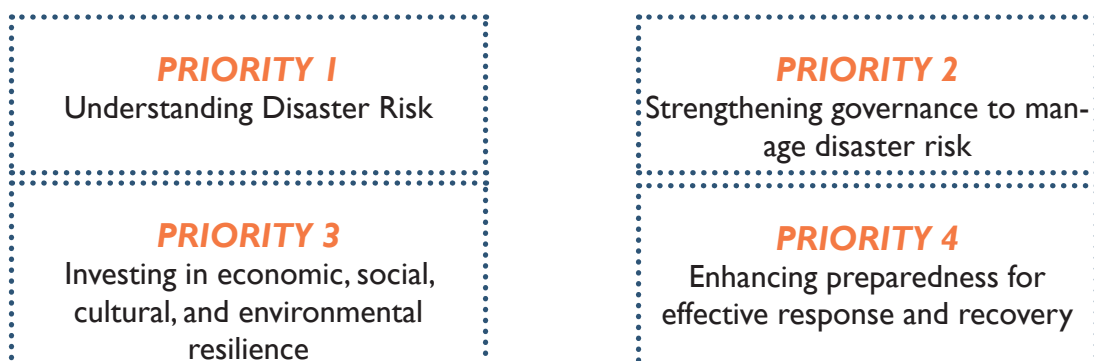 PRIORITY 1
Understanding Disaster Risk
PRIORITY 2
Strengthening governance to man-
age disaster risk
PRIORITY 3
Investing in economic, social,
cultural, and environmental
resilience
PRIORITY 4
Enhancing preparedness for
effective response and recovery